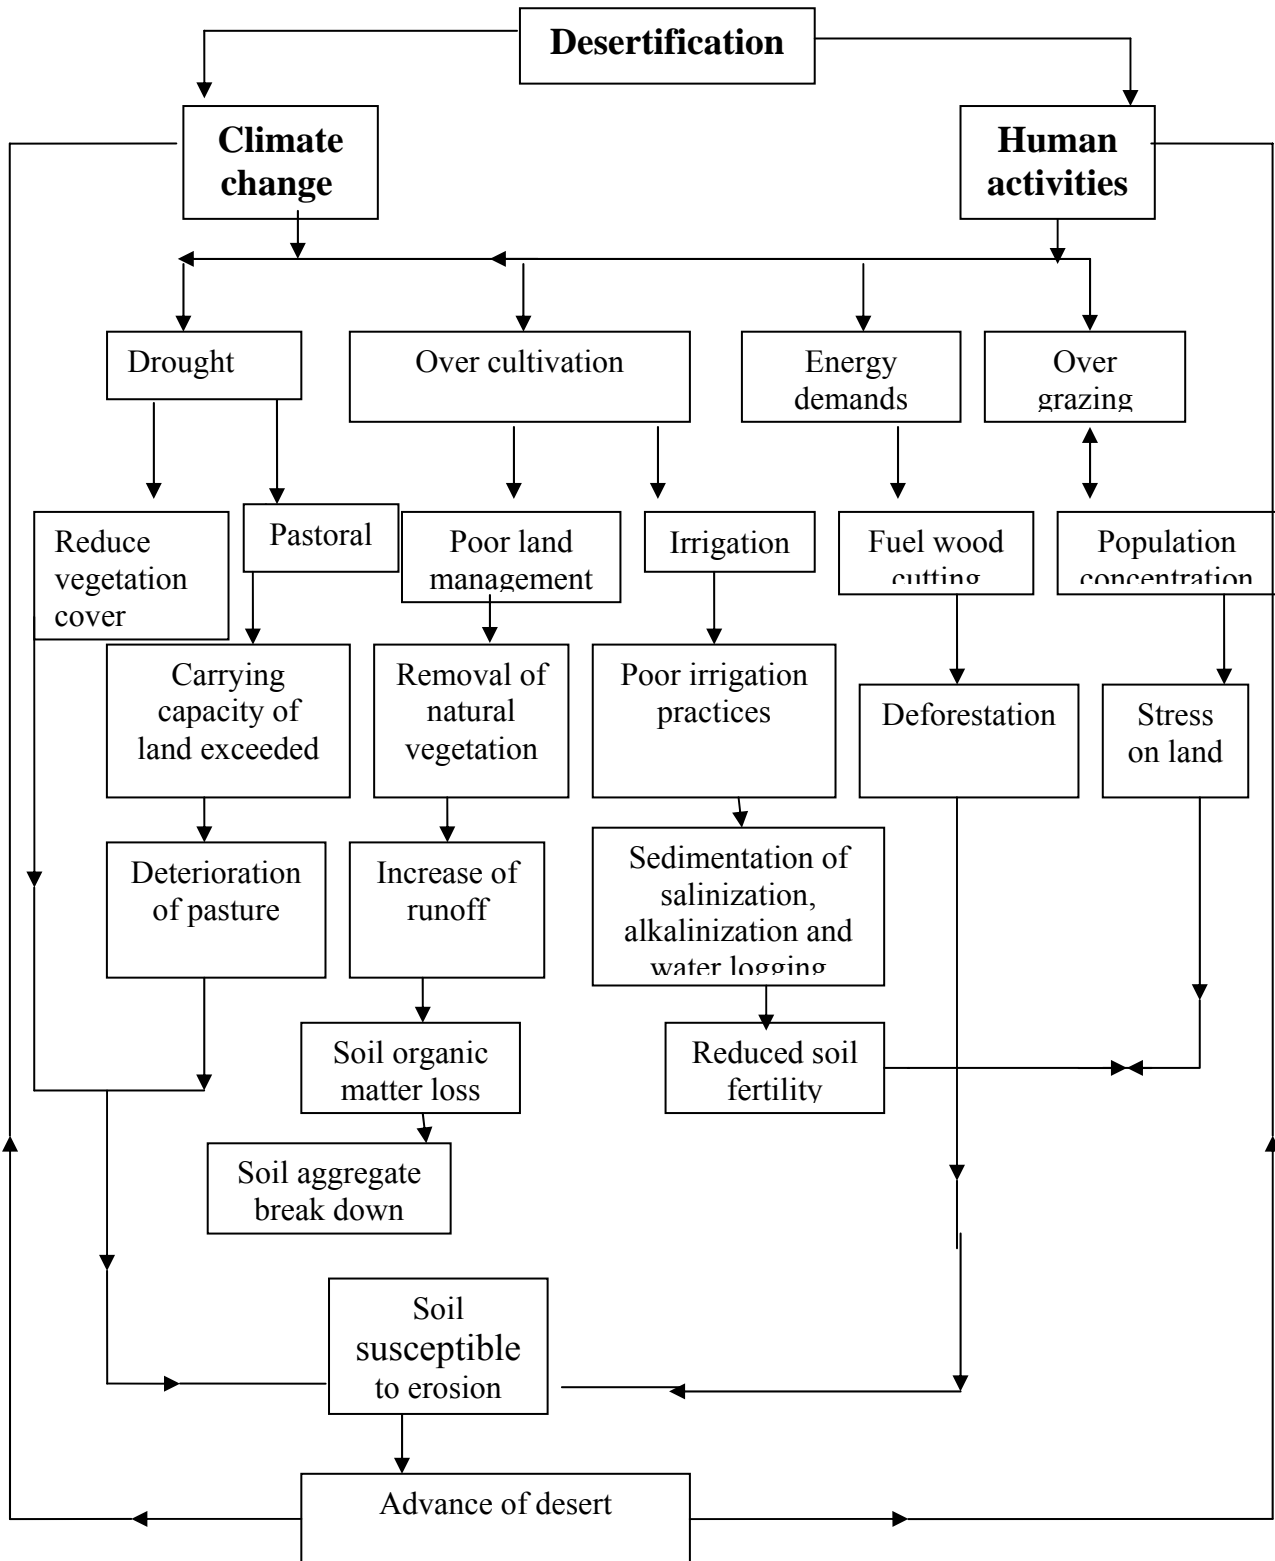 Desertification
Climate
change
Human
activities
Drought
Over cultivation
Energy
demands
Over
grazing
Reduce
vegetation
cover
Pastoral
Poor land
management
Irrigation
Fuel wood
cutting
Population
concentration
Carrying
capacity of
land exceeded
Removal of
natural
vegetation
Poor irrigation
practices
Deforestation
Stress
on land
Deterioration
of pasture
Increase of
runoff
Sedimentation of
salinization,
alkalinization and
water logging
Soil organic
matter loss
Reduced soil
fertility
Soil aggregate
break down
Soil
susceptible
to erosion
Advance of desert